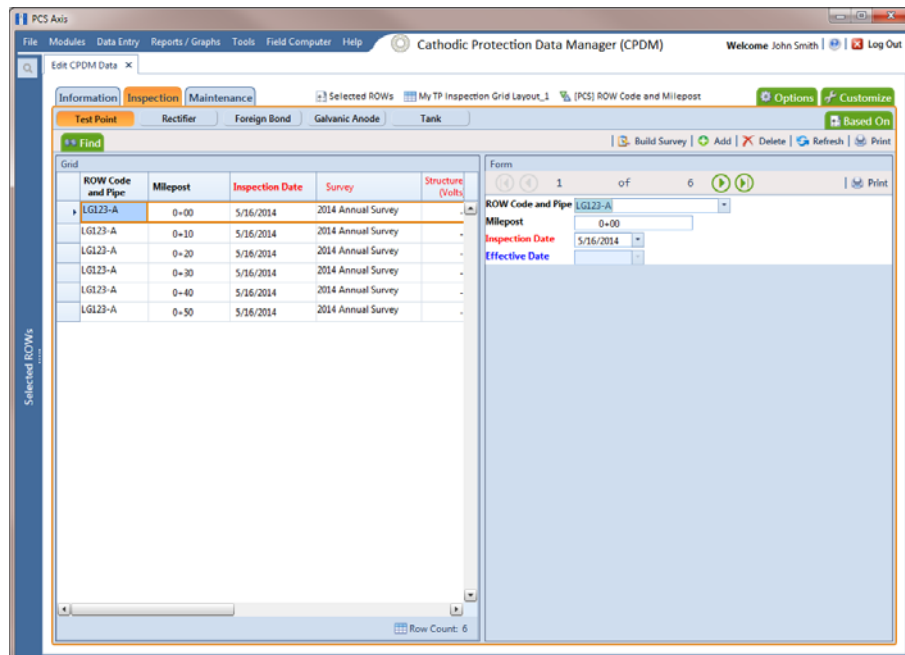 PCS Axis
File Modules Data Entry Reports / Graphs Tools Field Computer Help Cathodic Protection Data Manager (CPDM) Welcome John Smith Log Out
Edit CPDM Data
Information Inspection Maintenance Selected ROWs My TP Inspection Grid Layout_1 [PCS] ROW Code and Milepost Options Customize
Test Point Rectifier Foreign Bond Galvanic Anode Tank Based On
Find Build Survey Add Delete Refresh Print
Grid
ROW Code and Pipe Milepost Inspection Date Survey Structure (Volts
LG123-A 0+00 5/16/2014 2014 Annual Survey -
LG123-A 0+10 5/16/2014 2014 Annual Survey -
LG123-A 0+20 5/16/2014 2014 Annual Survey -
LG123-A 0+30 5/16/2014 2014 Annual Survey -
LG123-A 0+40 5/16/2014 2014 Annual Survey -
LG123-A 0+50 5/16/2014 2014 Annual Survey -
Row Count: 6
Form
1 of 6 Print
ROW Code and Pipe LG123-A
Milepost 0+00
Inspection Date 5/16/2014
Effective Date
Selected ROWs